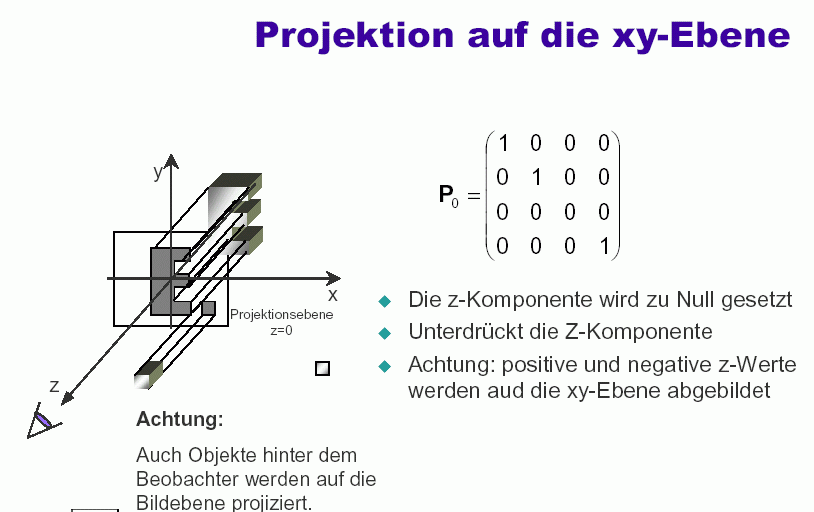 Projektion auf die xy-Ebene
y
x
z
Projektionsebene
z=0
P0 =
1 0 0 0
0 1 0 0
0 0 0 0
0 0 0 1
Die z-Komponente wird zu Null gesetzt
Unterdrückt die Z-Komponente
Achtung: positive und negative z-Werte
werden aud die xy-Ebene abgebildet
Achtung:
Auch Objekte hinter dem
Beobachter werden auf die
Bildebene projiziert.